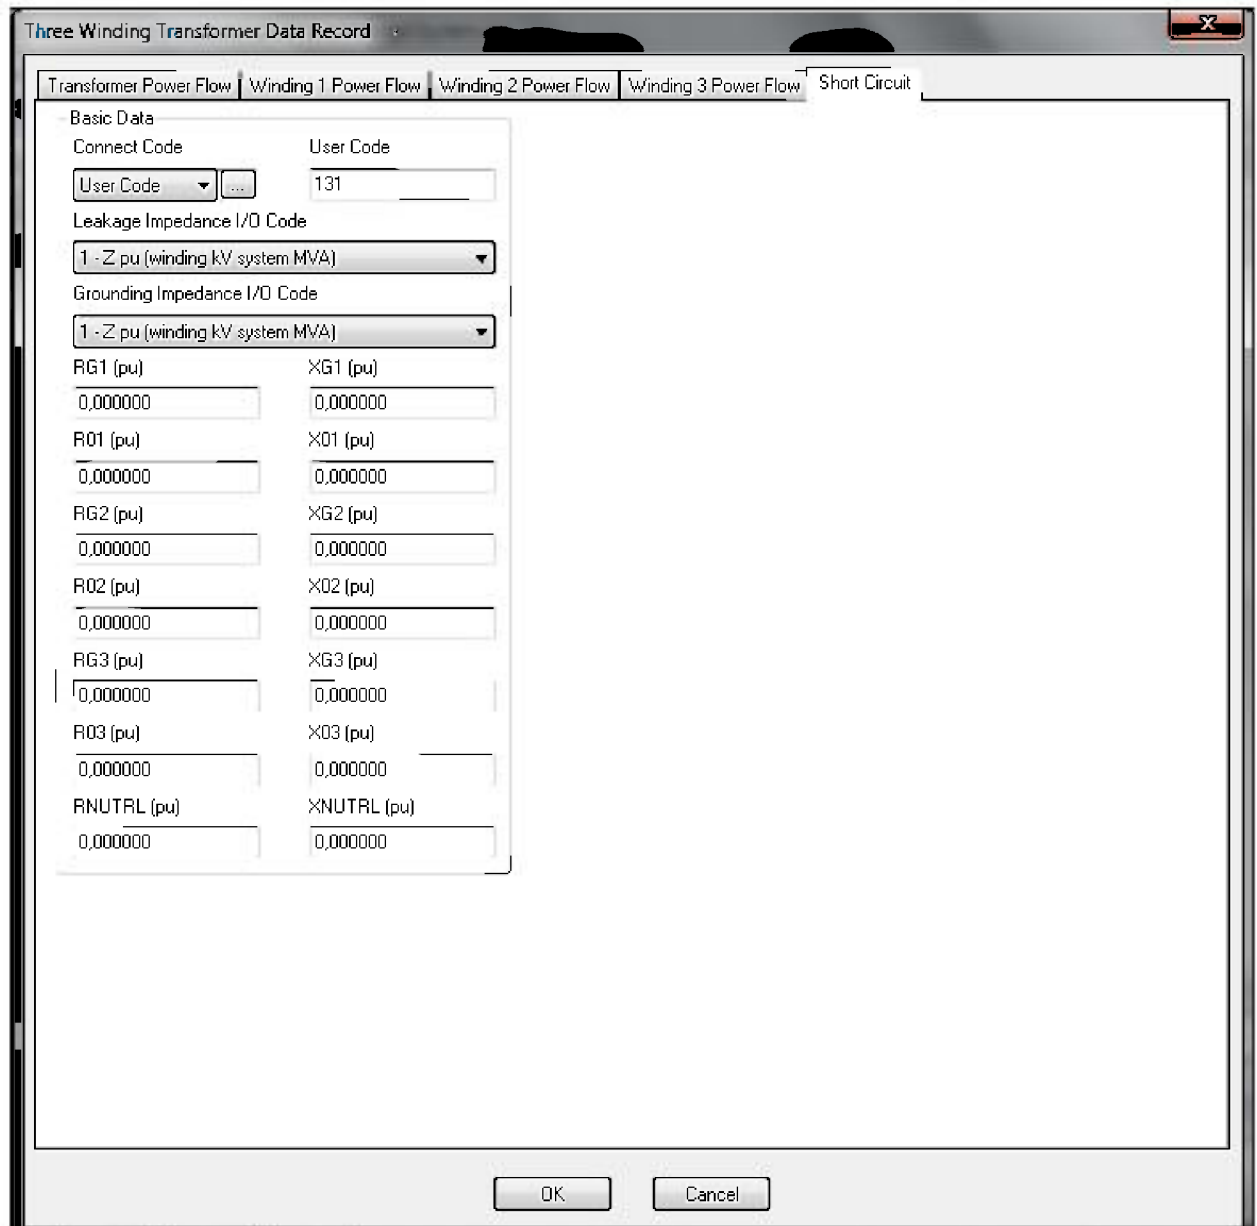 Three Winding Transformer Data Record
X
Transformer Power Flow Winding 1 Power Flow Winding 2 Power Flow Winding 3 Power Flow Short Circuit
Basic Data
Connect Code User Code
User Code ... 131
Leakage Impedance I/O Code
1 - Z pu (winding kV system MVA)
Grounding Impedance I/O Code
1 - Z pu (winding kV system MVA)
RG1 (pu) XG1 (pu)
0,000000 0,000000
R01 (pu) X01 (pu)
0,000000 0,000000
RG2 (pu) XG2 (pu)
0,000000 0,000000
R02 (pu) X02 (pu)
0,000000 0,000000
RG3 (pu) XG3 (pu)
0,000000 0,000000
R03 (pu) X03 (pu)
0,000000 0,000000
RNUTRL (pu) XNUTRL (pu)
0,000000 0,000000
OK Cancel